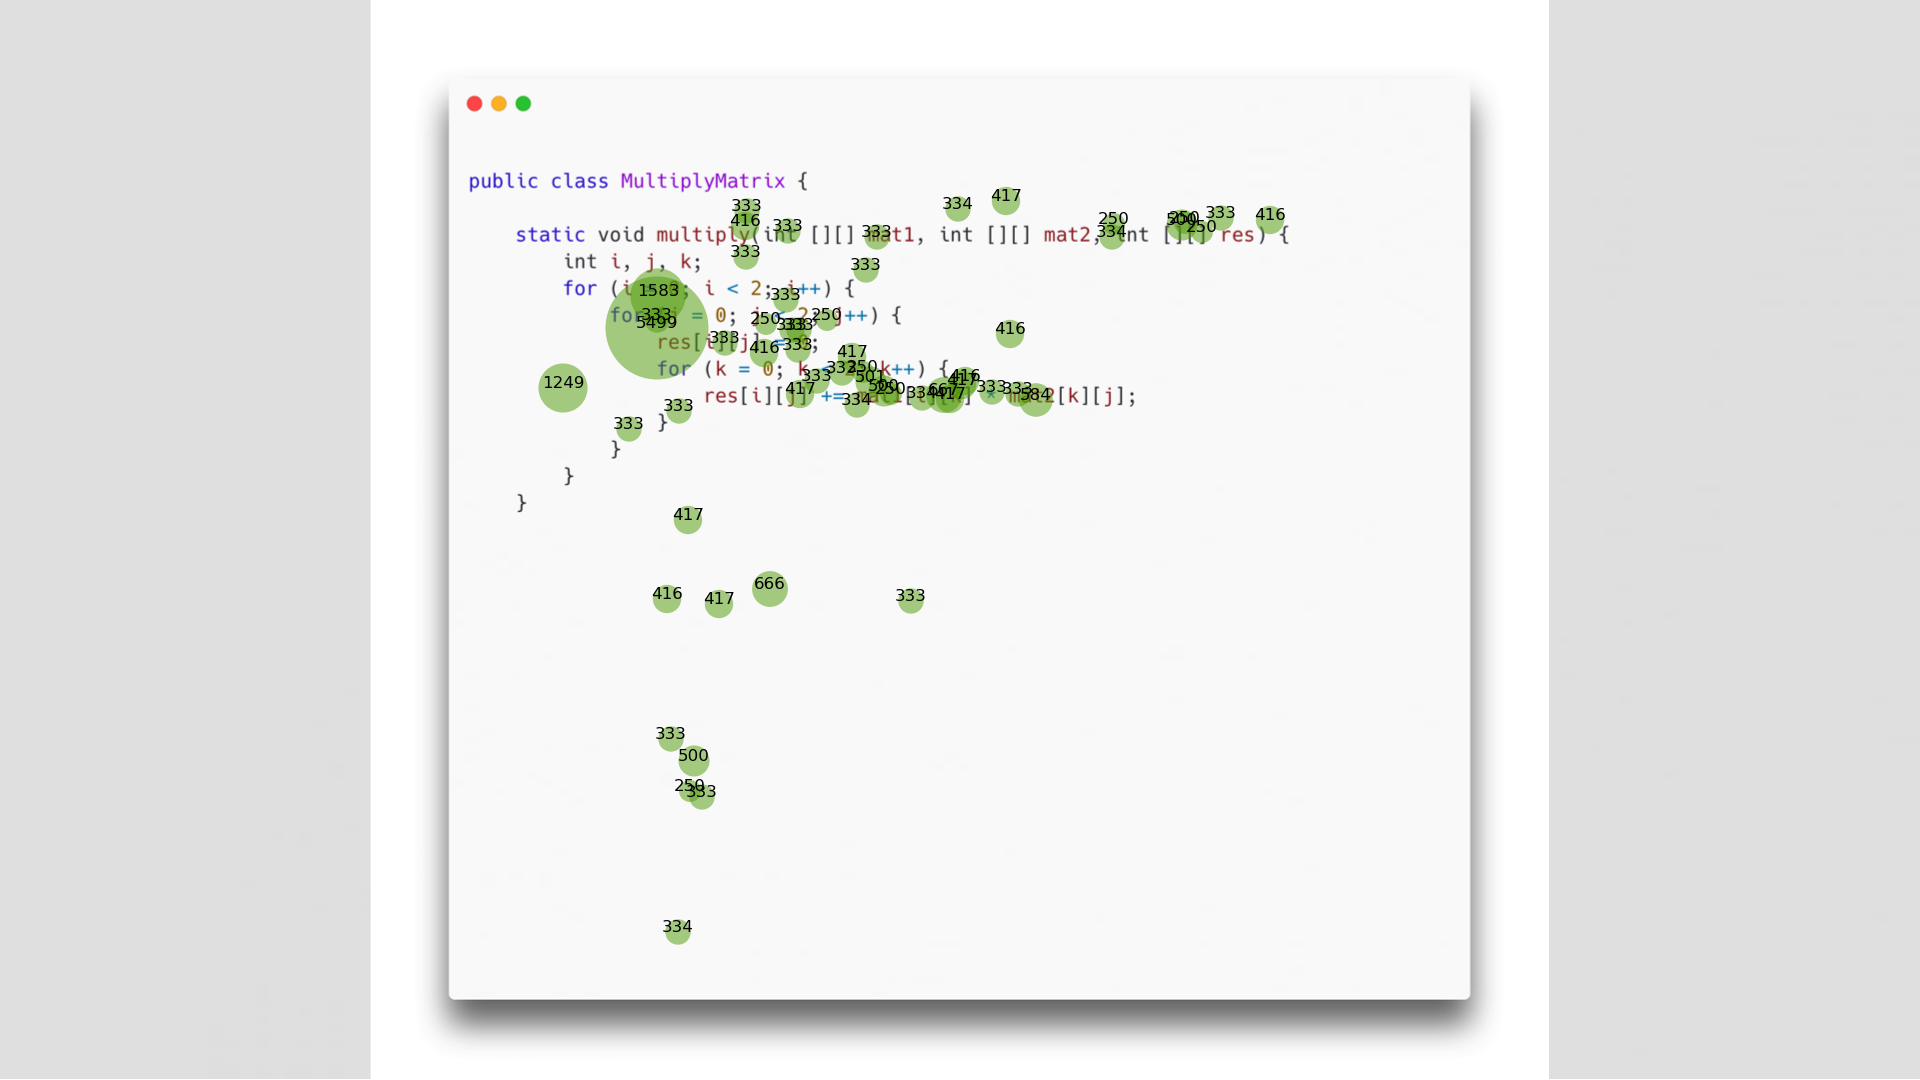 public class MultiplyMatrix {
334 417
333
416 333 333 250 250 500 250 333 416
static void multiply(int [][] mat1, int [][] mat2, int [][] res) {
334
333 333
int i, j, k;
for (i = 0; i < 2; i++) {
1583 333
for (j = 0; j < 2; j++) {
333 5499 250 333 333 250 416
res[i][j] = 0;
333 416 333 417
for (k = 0; k < 2; k++) {
1249 333 333 250 501 417 416
res[i][j] += mat1[i][k] * mat2[k][j];
417 334 500 250 334 667 417 333 333 584
333
}
333
}
}
}
417
416 417 666 333
333
500
250 333
334